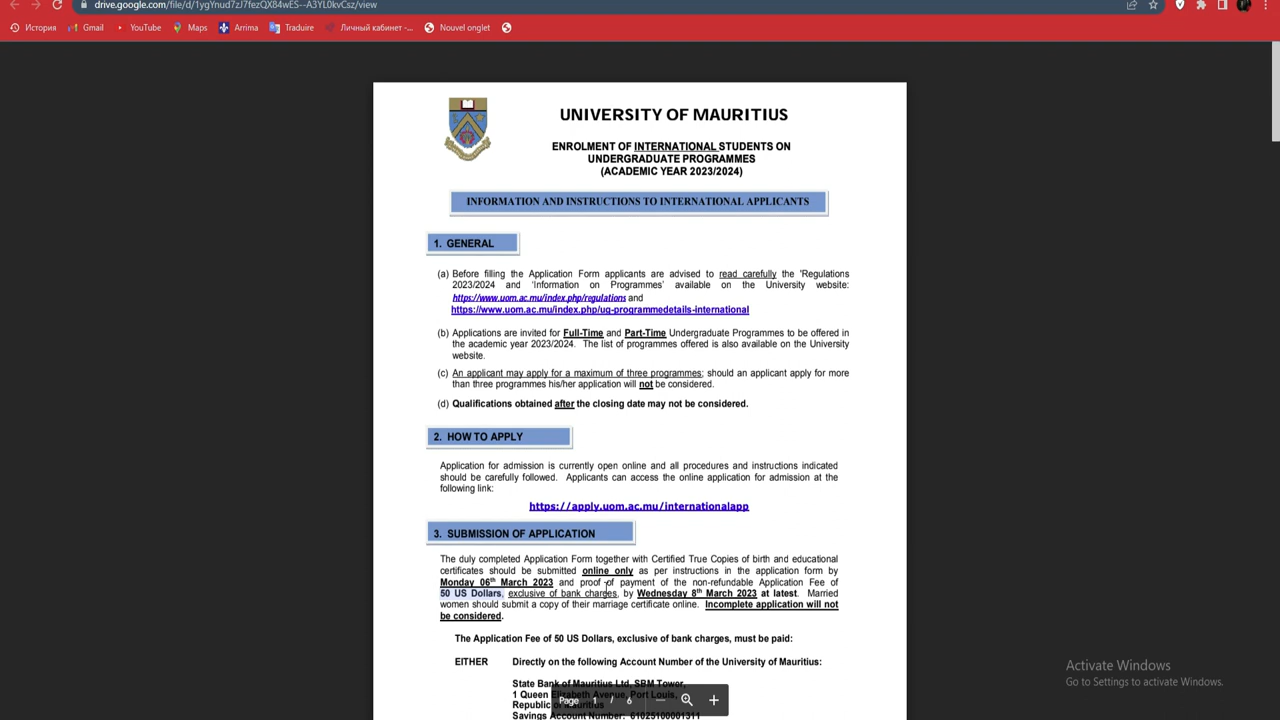 drive.google.com/file/d/1ygYnud7zJ7fezQX84wES--A3YL0kvCsz/view
История Gmail YouTube Maps Arrima Traduire Личный кабинет -... Nouvel onglet
UNIVERSITY OF MAURITIUS
ENROLMENT OF INTERNATIONAL STUDENTS ON
UNDERGRADUATE PROGRAMMES
(ACADEMIC YEAR 2023/2024)
INFORMATION AND INSTRUCTIONS TO INTERNATIONAL APPLICANTS
1. GENERAL
(a) Before filling the Application Form applicants are advised to read carefully the 'Regulations
2023/2024 and 'Information on Programmes' available on the University website:
https://www.uom.ac.mu/index.php/regulations and
https://www.uom.ac.mu/index.php/ug-programmedetails-international
(b) Applications are invited for Full-Time and Part-Time Undergraduate Programmes to be offered in
the academic year 2023/2024. The list of programmes offered is also available on the University
website.
(c) An applicant may apply for a maximum of three programmes; should an applicant apply for more
than three programmes his/her application will not be considered.
(d) Qualifications obtained after the closing date may not be considered.
2. HOW TO APPLY
Application for admission is currently open online and all procedures and instructions indicated
should be carefully followed. Applicants can access the online application for admission at the
following link:
https://apply.uom.ac.mu/internationalapp
3. SUBMISSION OF APPLICATION
The duly completed Application Form together with Certified True Copies of birth and educational
certificates should be submitted online only as per instructions in the application form by
Monday 06th March 2023 and proof of payment of the non-refundable Application Fee of
50 US Dollars, exclusive of bank charges, by Wednesday 8th March 2023 at latest. Married
women should submit a copy of their marriage certificate online. Incomplete application will not
be considered.
The Application Fee of 50 US Dollars, exclusive of bank charges, must be paid:
EITHER Directly on the following Account Number of the University of Mauritius:
State Bank of Mauritius Ltd, SBM Tower,
1 Queen Elizabeth Avenue, Port Louis,
Republic of Mauritius
Savings Account Number: 61025100001311
Page 1 / 6
Activate Windows
Go to Settings to activate Windows.